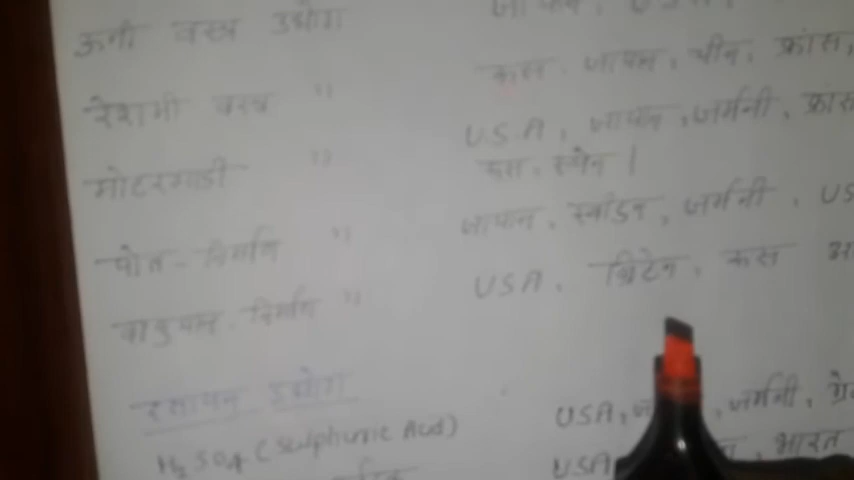 ऊनी वस्त्र उद्योग
रेशमी वस्त्र " रूस, जापान, चीन, फ्रांस,
मोटरगाडी " USA, जापान, जर्मनी, फ्रांस
रूस, स्पेन।
पोत-निर्माण " जापान, स्वीडन, जर्मनी, US
वायुयान निर्माण " USA, ब्रिटेन, रूस
रसायन उद्योग
H₂SO₄ (Sulphuric Acid) USA, जर्मनी,
USA भारत